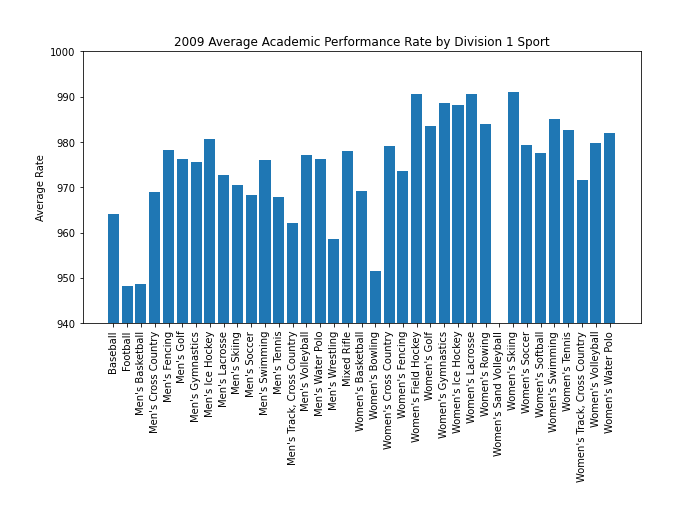 2009 Average Academic Performance Rate by Division 1 Sport
1000
990
980
970
960
950
940
Average Rate
Baseball
Football
Men's Basketball
Men's Cross Country
Men's Fencing
Men's Golf
Men's Gymnastics
Men's Ice Hockey
Men's Lacrosse
Men's Skiing
Men's Soccer
Men's Swimming
Men's Tennis
Men's Track, Cross Country
Men's Volleyball
Men's Water Polo
Men's Wrestling
Mixed Rifle
Women's Basketball
Women's Bowling
Women's Cross Country
Women's Fencing
Women's Field Hockey
Women's Golf
Women's Gymnastics
Women's Ice Hockey
Women's Lacrosse
Women's Rowing
Women's Sand Volleyball
Women's Skiing
Women's Soccer
Women's Softball
Women's Swimming
Women's Tennis
Women's Track, Cross Country
Women's Volleyball
Women's Water Polo